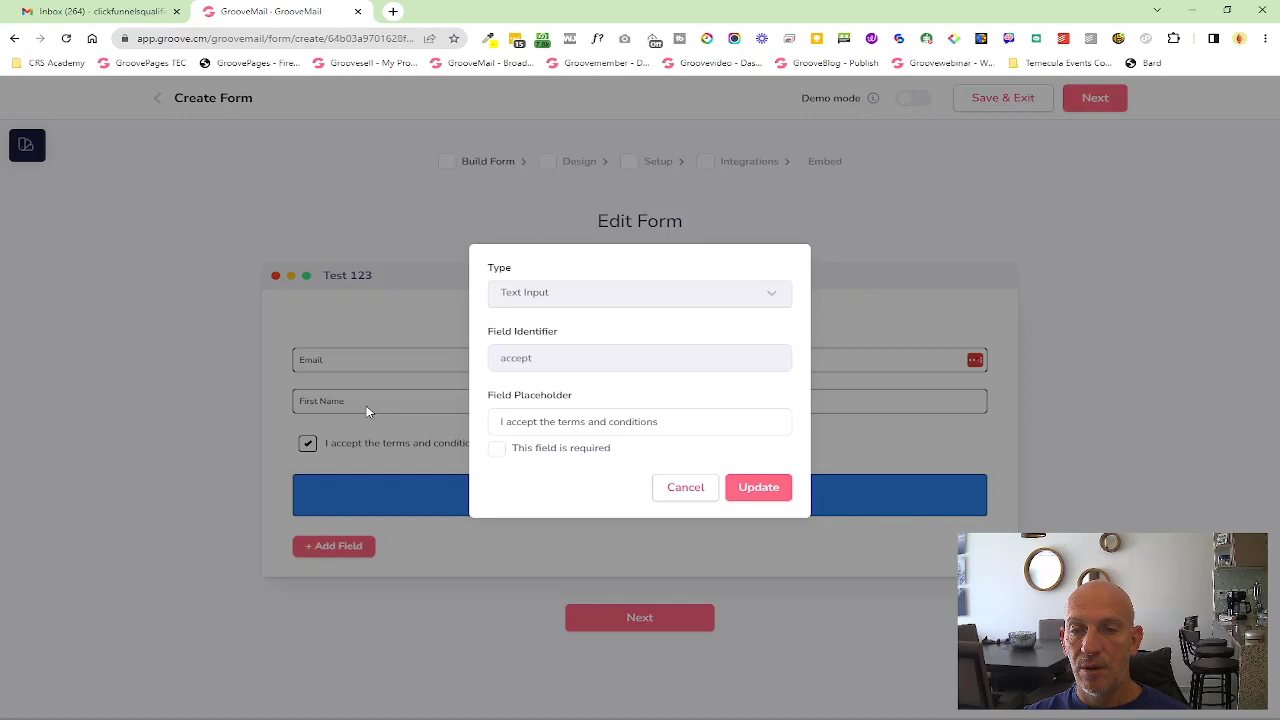 Inbox (264) - clickfunnelsqualifi
GrooveMail - GrooveMail
app.groove.cm/groovemail/form/create/64b03a9701628f...
CRS Academy
GroovePages TEC
GroovePages - Fire...
Groovesell - My Pro...
GrooveMail - Broad...
Groovemember - D...
Groovevideo - Das...
GrooveBlog - Publish
Groovewebinar - W...
Temecula Events Co...
Bard
Create Form
Demo mode
Save & Exit
Next
Build Form
Design
Setup
Integrations
Embed
Edit Form
Test 123
Type
Text Input
Field Identifier
accept
Field Placeholder
I accept the terms and conditions
This field is required
Cancel
Update
Email
First Name
I accept the terms and conditio
+ Add Field
Next